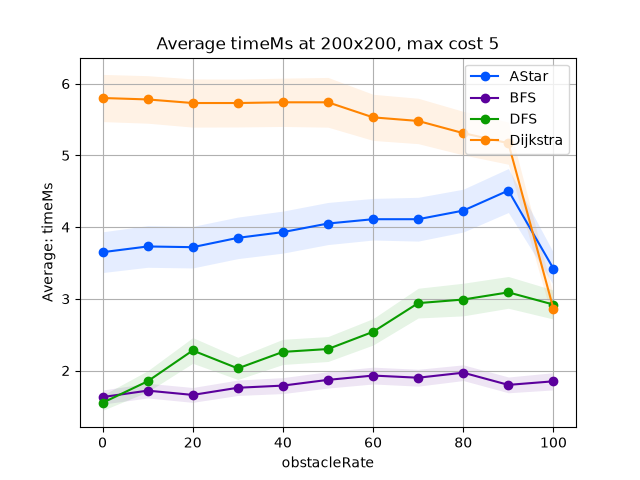 Average timeMs at 200x200, max cost 5
AStar
BFS
DFS
Dijkstra
Average: timeMs
6
5
4
3
2
0
20
40
60
80
100
obstacleRate